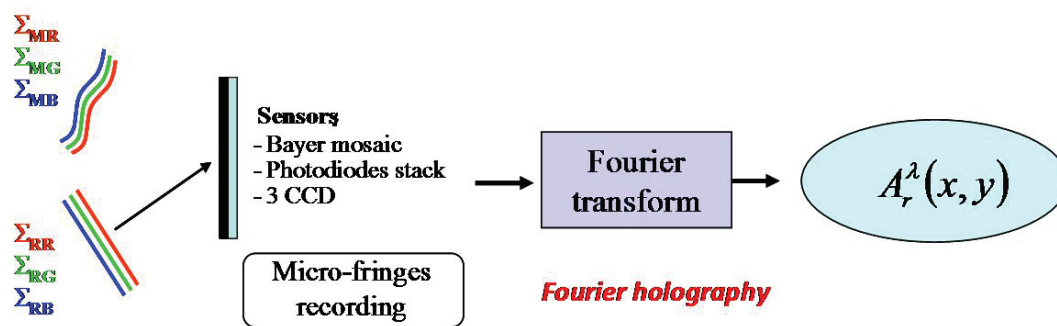 Σ_MR
Σ_MG
Σ_MB
Σ_RR
Σ_RG
Σ_RB
Sensors,
- Bayer mosaic
- Photodiodes stack
- 3 CCD
Micro-fringes
recording
Fourier
transform
Fourier holography
A_r^λ(x, y)